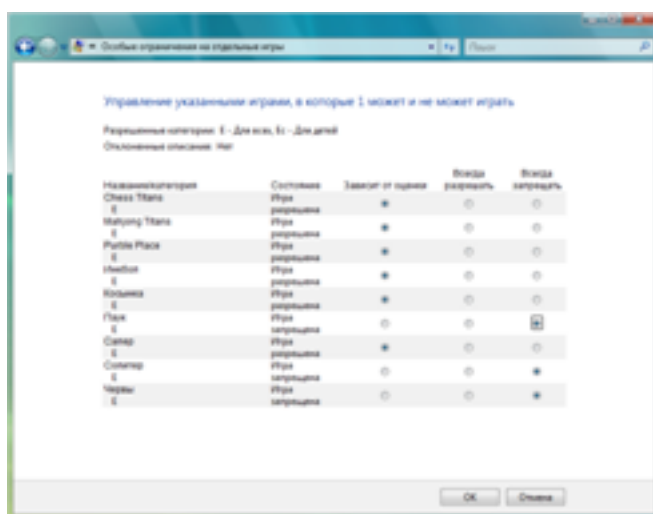 Особые ограничения на отдельные игры
Поиск
Управление указанными играми, в которые 1 может и не может играть
Разрешенные категории: E - Для всех, Ec - Для детей
Отклоненные описания: Нет
Название/категория Состояние Зависит от оценки Всегда разрешать Всегда запрещать
Chess Titans Игра
E разрешена
Mahjong Titans Игра
E разрешена
Purble Place Игра
E разрешена
Инкбол Игра
E разрешена
Косынка Игра
E разрешена
Паук Игра
E запрещена
Сапер Игра
E разрешена
Солитер Игра
E запрещена
Червы Игра
E запрещена
OK Отмена